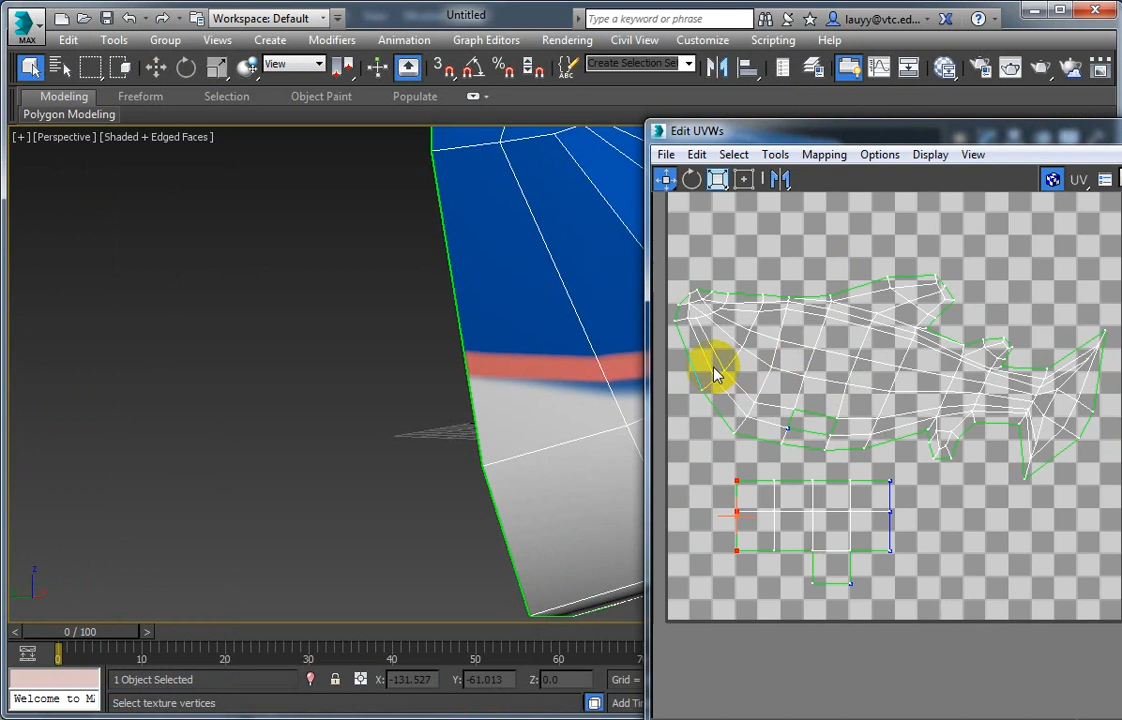 Workspace: Default
Untitled
Type a keyword or phrase
lauyy@vtc.ed...
MAX
Edit Tools Group Views Create Modifiers Animation Graph Editors Rendering Civil View Customize Scripting Help
View
3
Create Selection Se
Modeling Freeform Selection Object Paint Populate
Polygon Modeling
[+] [Perspective] [Shaded + Edged Faces]
Edit UVWs
File Edit Select Tools Mapping Options Display View
UV
z
0 / 100
0 10 20 30 40 50 60
1 Object Selected
X: -131.527
Y: -61.013
Z: 0.0
Grid =
Welcome to M
Select texture vertices
Add Tim